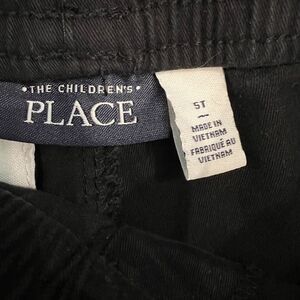 •THE CHILDREN'S•
PLACE
5T
MADE IN
VIETNAM
FABRIQUÉ AU
VIETNAM